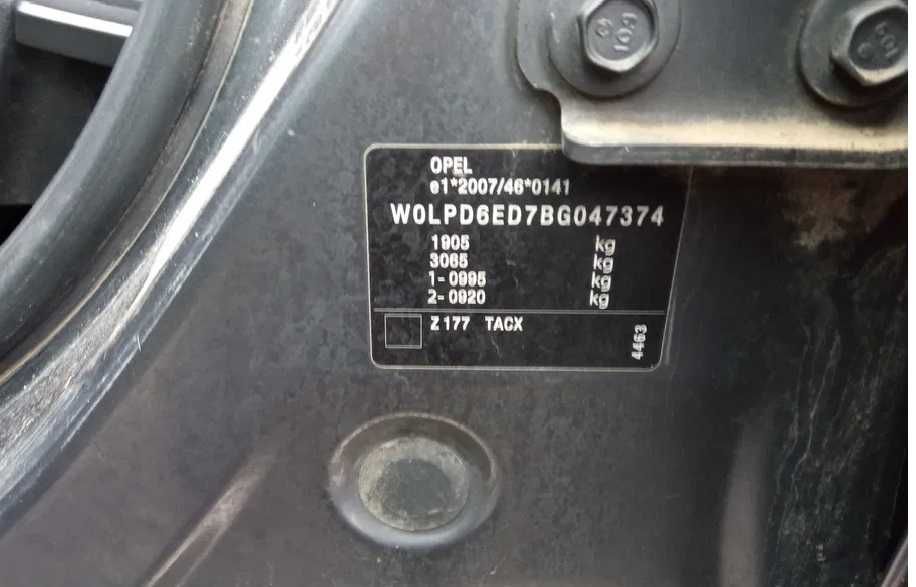 OPEL
e1*2007/46*0141
W0LPD6ED7BG047374
1905 kg
3065 kg
1-0995 kg
2-0920 kg
Z 177 TACX
4463